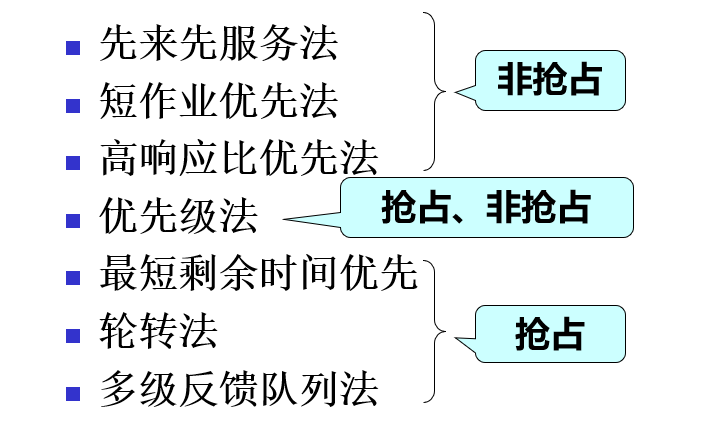 先来先服务法
短作业优先法
非抢占
高响应比优先法
优先级法
抢占、非抢占
最短剩余时间优先
轮转法
抢占
多级反馈队列法